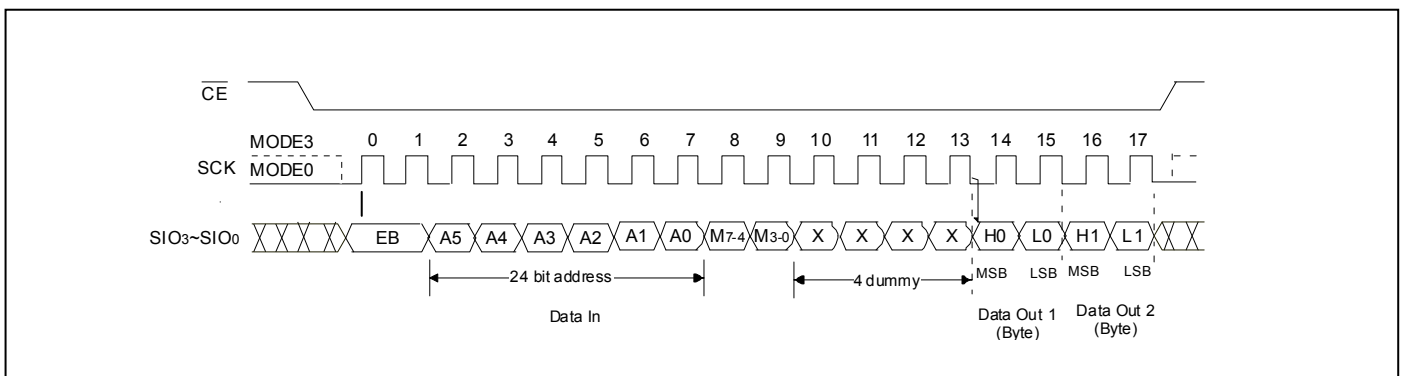 CE
MODE3 0 1 2 3 4 5 6 7 8 9 10 11 12 13 14 15 16 17
SCK MODE0
SIO3~SIO0 EB A5 A4 A3 A2 A1 A0 M7-4 M3-0 X X X X H0 L0 H1 L1
24 bit address 4 dummy MSB LSB MSB LSB
Data In Data Out 1 Data Out 2
(Byte) (Byte)